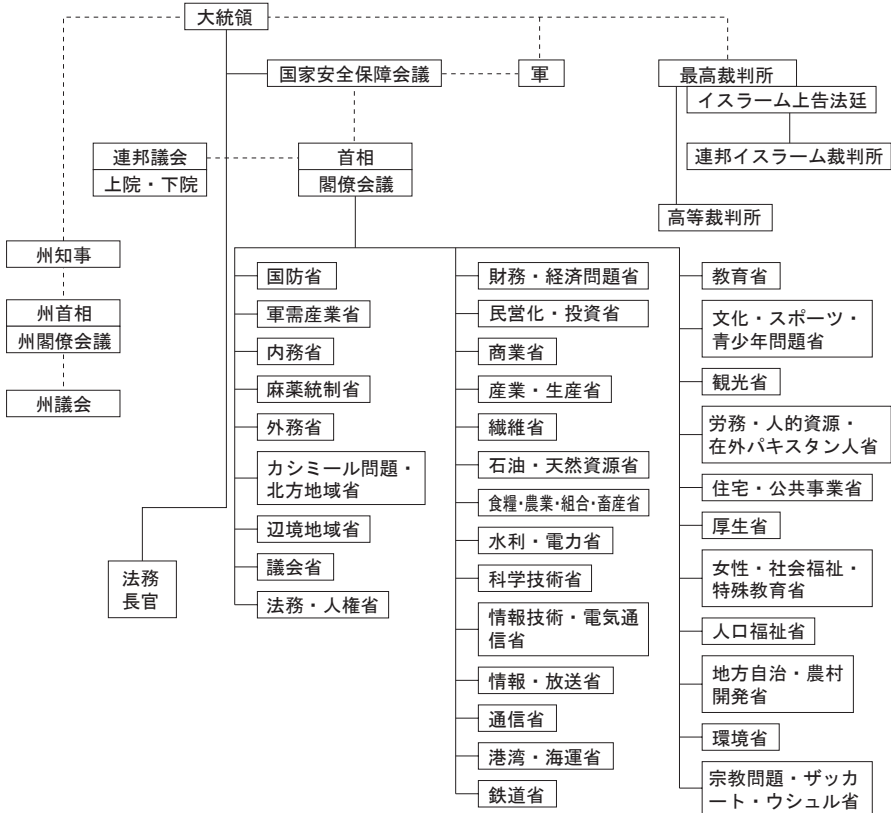 大統領
国家安全保障会議
軍
最高裁判所
イスラーム上告法廷
連邦イスラーム裁判所
高等裁判所
連邦議会
上院・下院
首相
閣僚会議
州知事
州首相
州閣僚会議
州議会
法務
長官
国防省
軍需産業省
内務省
麻薬統制省
外務省
カシミール問題・
北方地域省
辺境地域省
議会省
法務・人権省
財務・経済問題省
民営化・投資省
商業省
産業・生産省
繊維省
石油・天然資源省
食糧・農業・組合・畜産省
水利・電力省
科学技術省
情報技術・電気通
信省
情報・放送省
通信省
港湾・海運省
鉄道省
教育省
文化・スポーツ・
青少年問題省
観光省
労務・人的資源・
在外パキスタン人省
住宅・公共事業省
厚生省
女性・社会福祉・
特殊教育省
人口福祉省
地方自治・農村
開発省
環境省
宗教問題・ザッカ
ート・ウシュル省